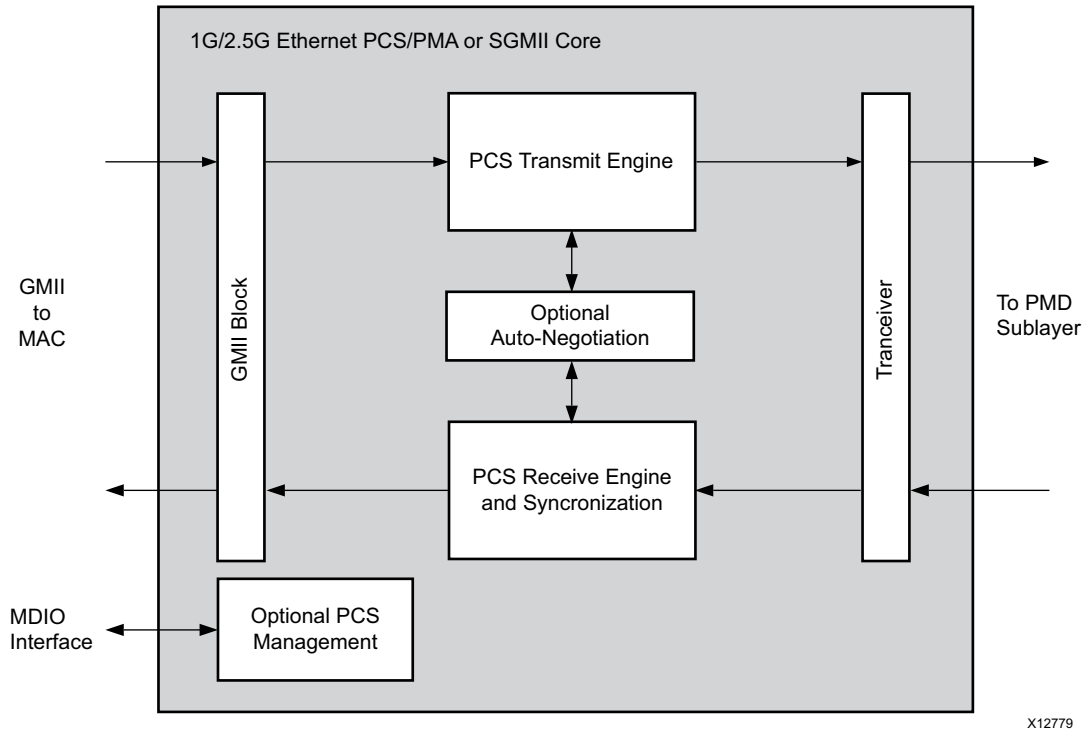 1G/2.5G Ethernet PCS/PMA or SGMII Core
GMII
to
MAC
GMII Block
PCS Transmit Engine
Optional
Auto-Negotiation
PCS Receive Engine
and Syncronization
Tranceiver
To PMD
Sublayer
MDIO
Interface
Optional PCS
Management
X12779